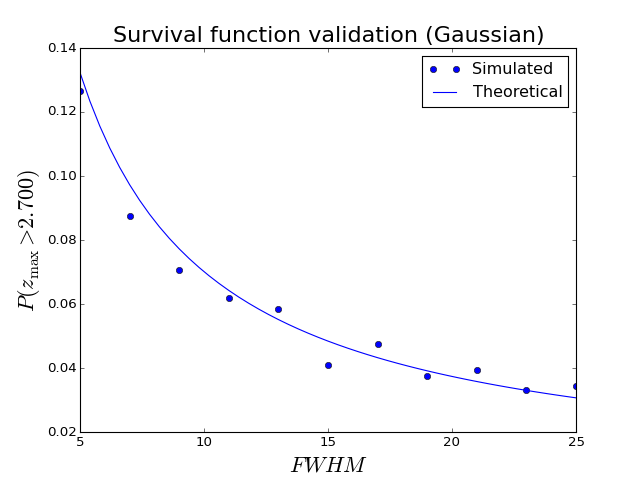 Survival function validation (Gaussian)
Simulated
Theoretical
P(z_max > 2.700)
0.14
0.12
0.10
0.08
0.06
0.04
0.02
5
10
15
20
25
FWHM